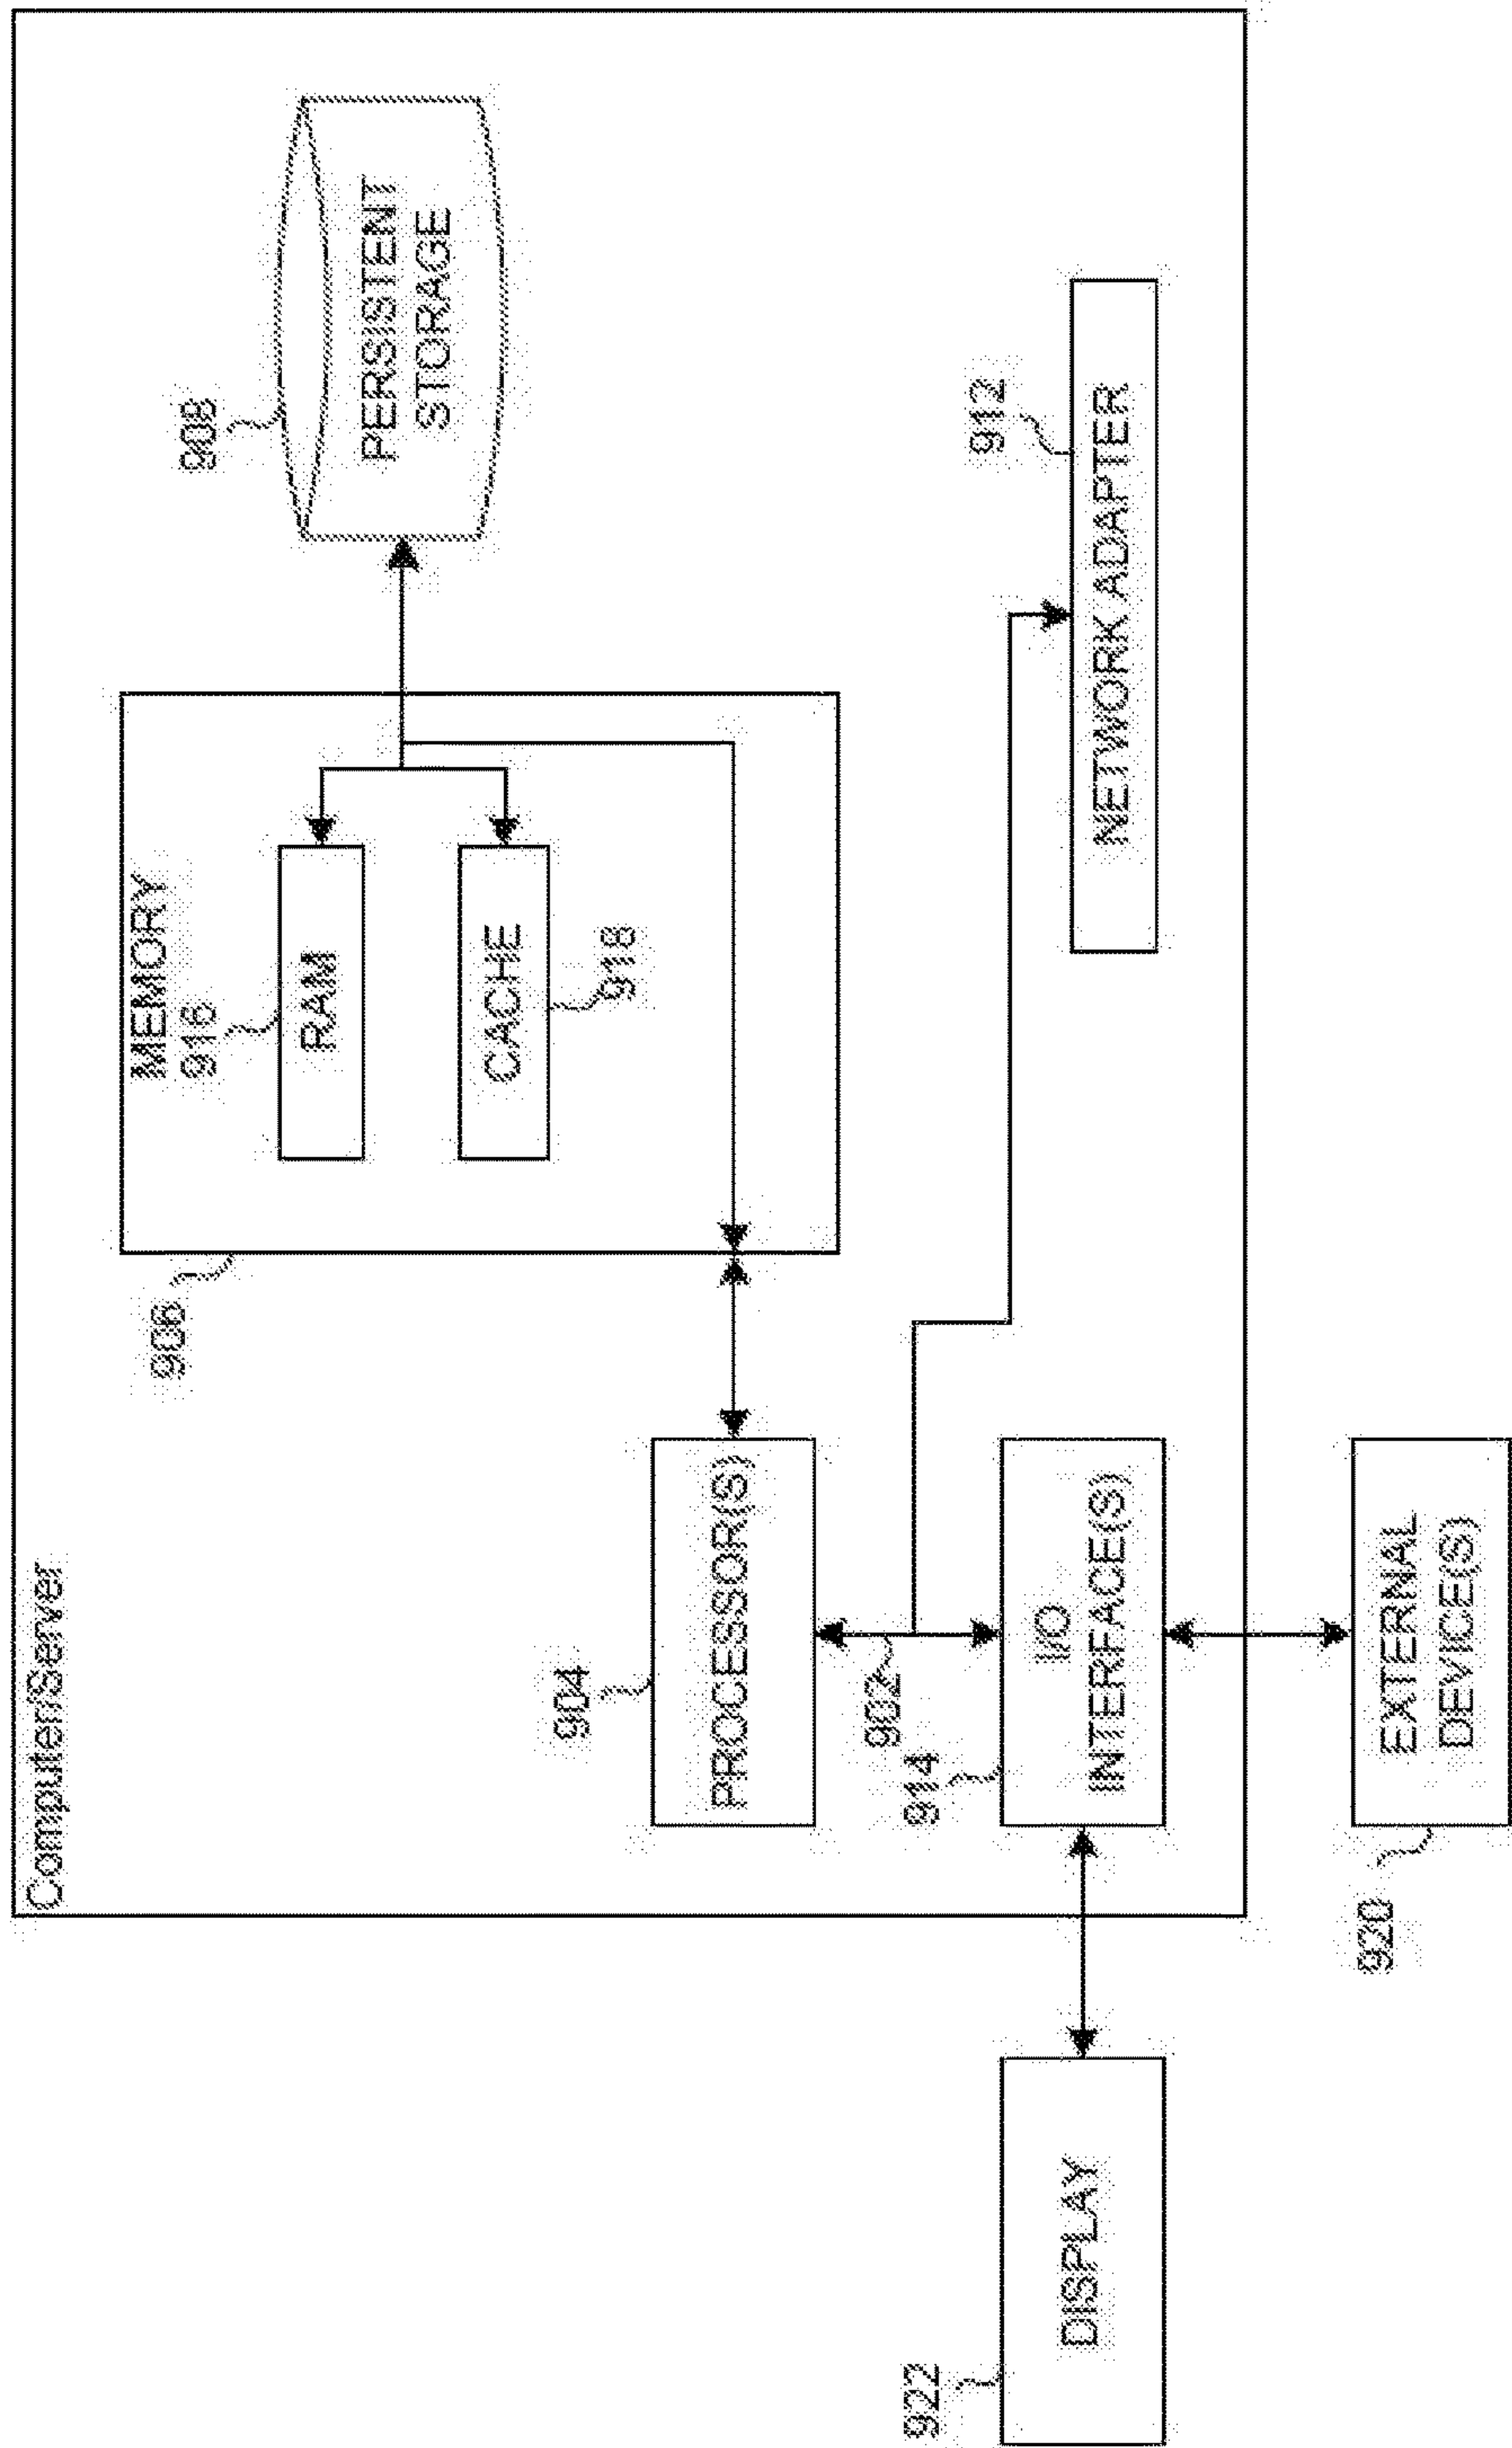 Computer/Server
906
MEMORY
916
RAM
CACHE
918
908
PERSISTENT
STORAGE
904
PROCESSOR(S)
902
914
I/O
INTERFACE(S)
912
NETWORK ADAPTER
922
DISPLAY
920
EXTERNAL
DEVICE(S)